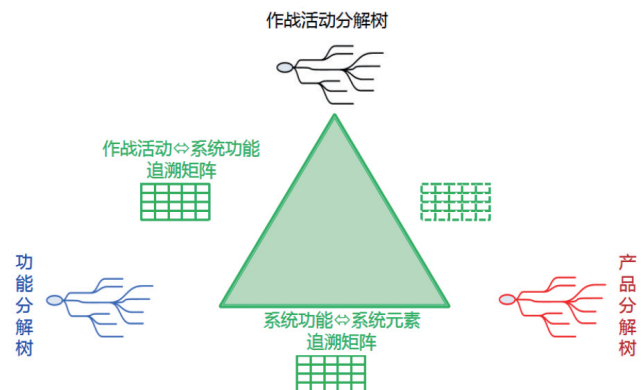 作战活动分解树
作战活动⇔系统功能
追溯矩阵
功能分解树
产品分解树
系统功能⇔系统元素
追溯矩阵